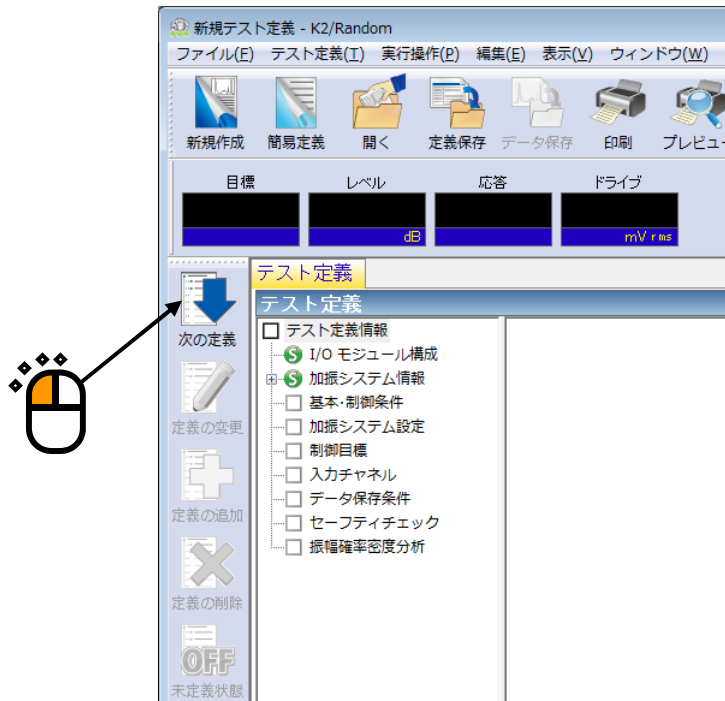 新規テスト定義 - K2/Random
ファイル(F) テスト定義(T) 実行操作(P) 編集(E) 表示(V) ウィンドウ(W)
新規作成 簡易定義 開く 定義保存 データ保存 印刷 プレビュー
目標 レベル 応答 ドライブ
dB mV rms
テスト定義
テスト定義
次の定義
定義の変更
定義の追加
定義の削除
OFF
未定義状態
テスト定義情報
S I/O モジュール構成
S 加振システム情報
基本・制御条件
加振システム設定
制御目標
入力チャネル
データ保存条件
セーフティチェック
振幅確率密度分析